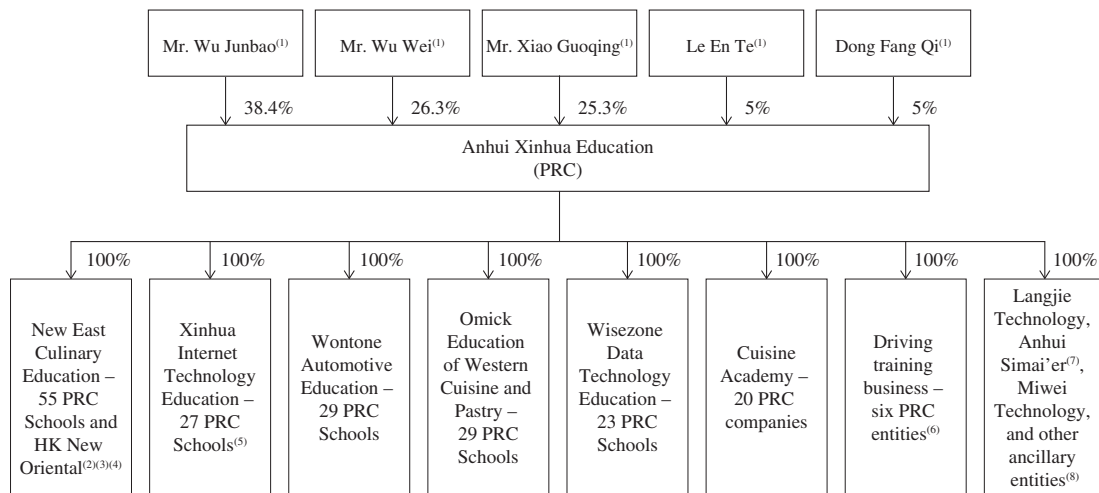 Mr. Wu Junbao(1)
Mr. Wu Wei(1)
Mr. Xiao Guoqing(1)
Le En Te(1)
Dong Fang Qi(1)
38.4%
26.3%
25.3%
5%
5%
Anhui Xinhua Education
(PRC)
100%
100%
100%
100%
100%
100%
100%
100%
New East
Culinary
Education –
55 PRC
Schools and
HK New
Oriental(2)(3)(4)
Xinhua
Internet
Technology
Education –
27 PRC
Schools(5)
Wontone
Automotive
Education –
29 PRC
Schools
Omick
Education
of Western
Cuisine and
Pastry –
29 PRC
Schools
Wisezone
Data
Technology
Education –
23 PRC
Schools
Cuisine
Academy –
20 PRC
companies
Driving
training
business –
six PRC
entities(6)
Langjie
Technology,
Anhui
Simai’er(7),
Miwei
Technology,
and other
ancillary
entities(8)